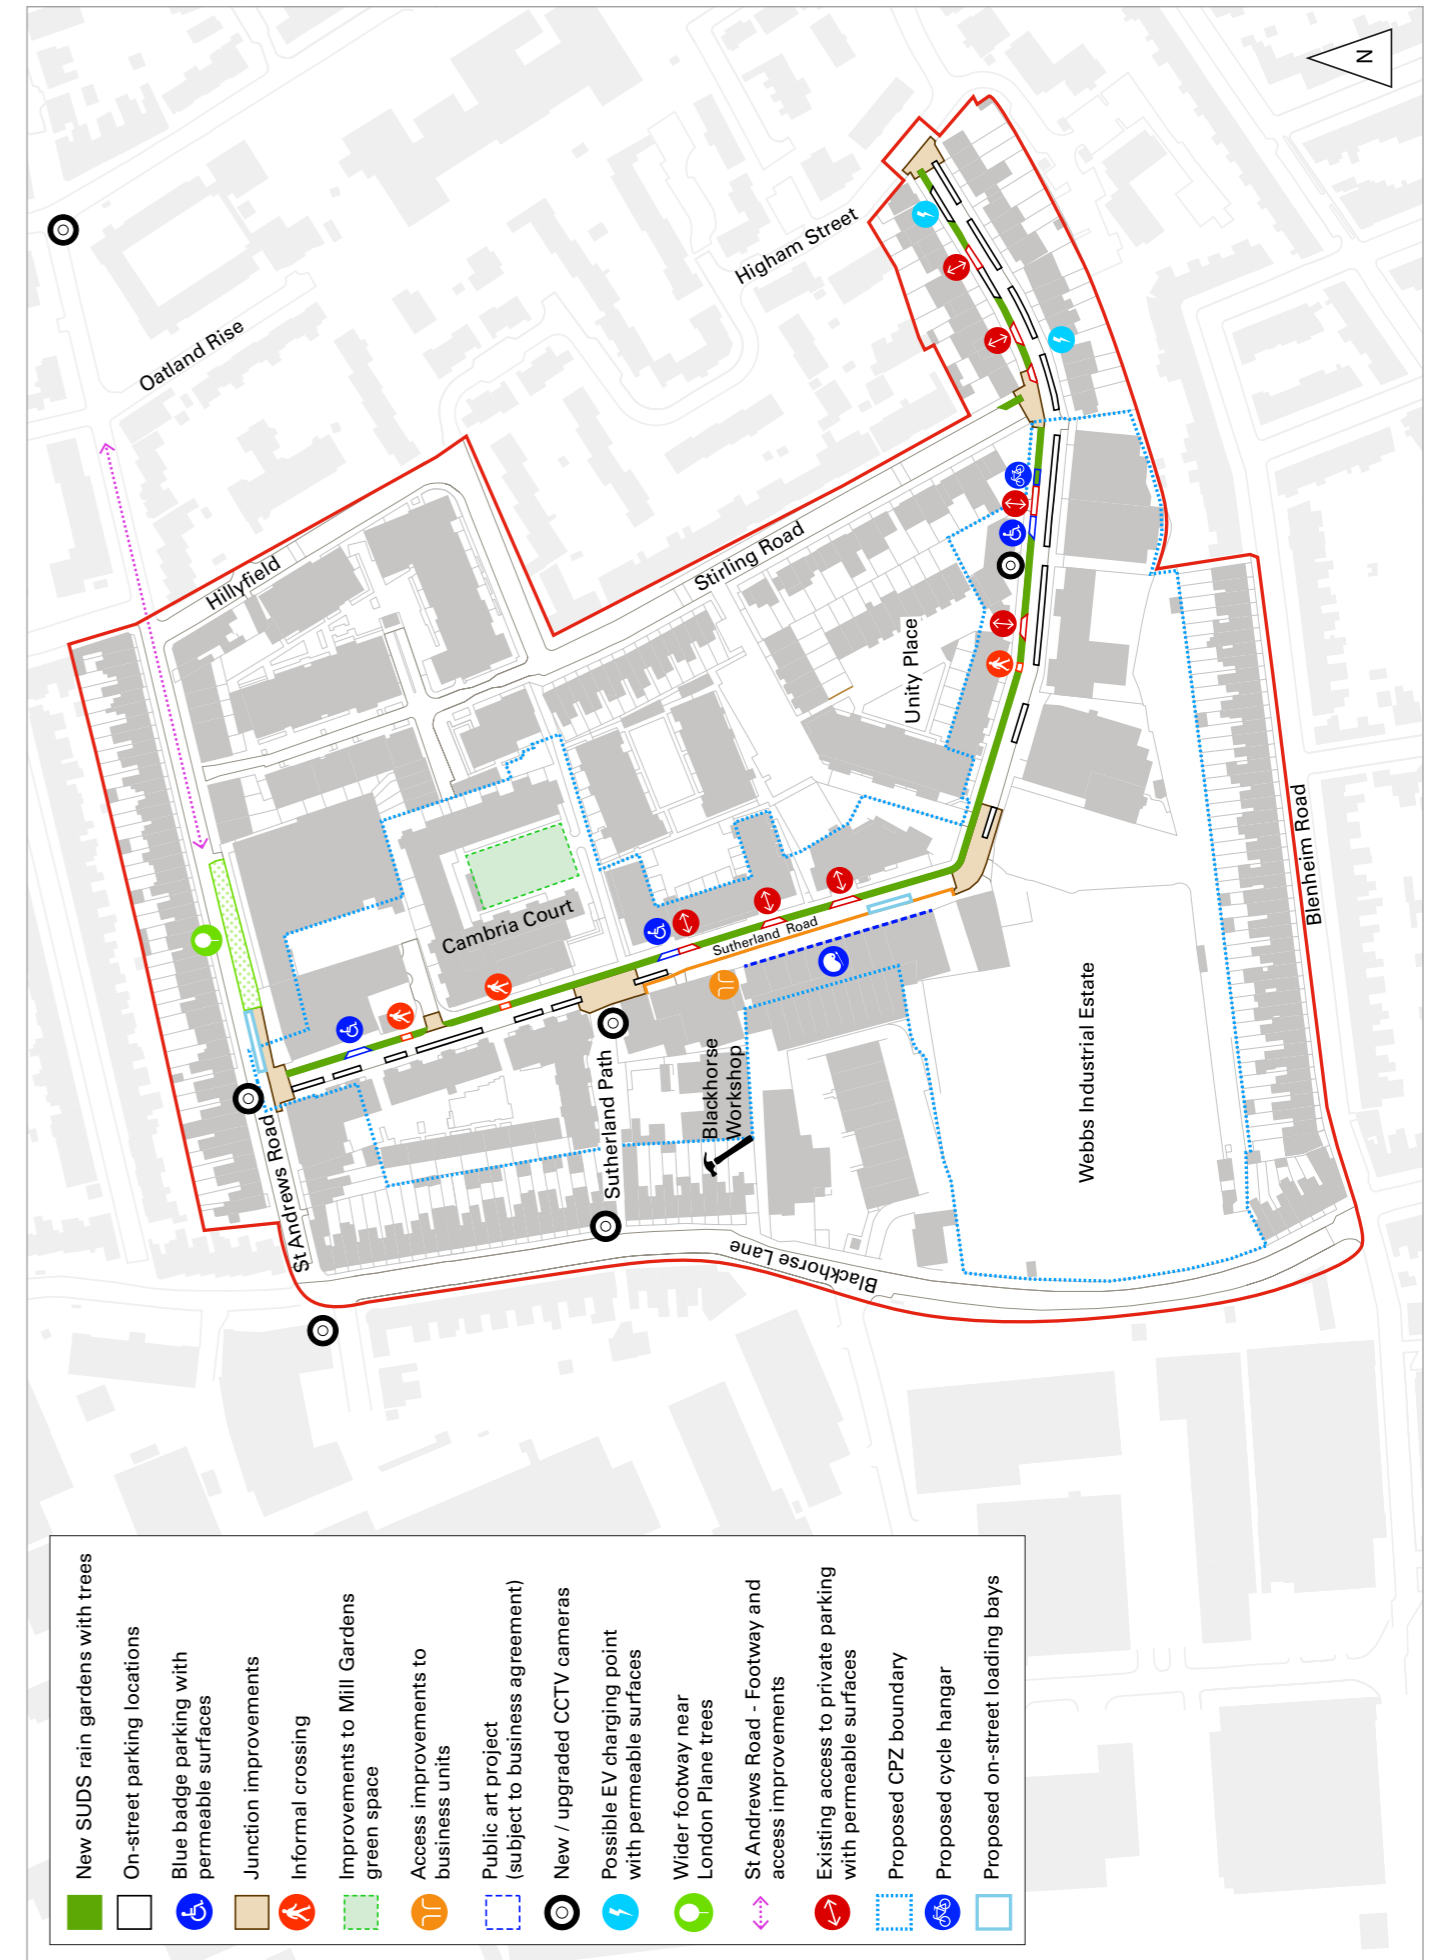 New SUDS rain gardens with trees
On-street parking locations
Blue badge parking with
permeable surfaces
Junction improvements
Informal crossing
Improvements to Mill Gardens
green space
Access improvements to
business units
Public art project
(subject to business agreement)
New / upgraded CCTV cameras
Possible EV charging point
with permeable surfaces
Wider footway near
London Plane trees
St Andrews Road - Footway and
access improvements
Existing access to private parking
with permeable surfaces
Proposed CPZ boundary
Proposed cycle hangar
Proposed on-street loading bays
St Andrews Road
Oatland Rise
Hillyfield
Cambria Court
Sutherland Path
Blackhorse
Workshop
Blackhorse Lane
Sutherland Road
Stirling Road
Higham Street
Unity Place
Webbs Industrial Estate
Blenheim Road
N